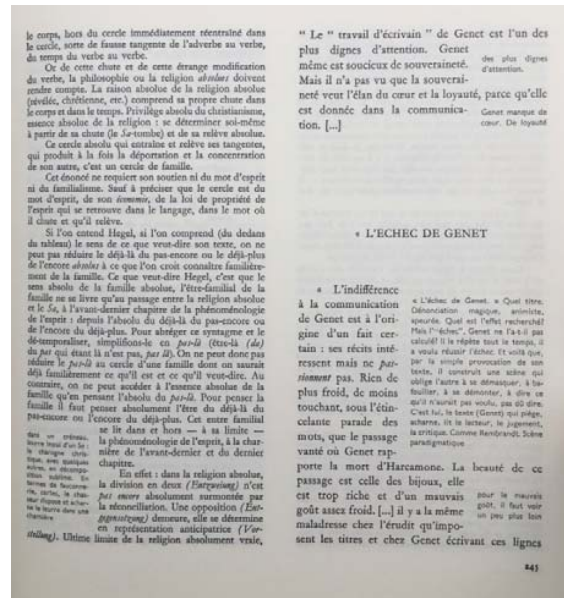 le corps, hors du cercle immédiatement réentraîné dans
le cercle, sorte de fausse tangente de l'adverbe au verbe,
du temps du verbe au verbe.
Or de cette chute et de cette étrange modification
du verbe, la philosophie ou la religion absolues doivent
rendre compte. La raison absolue de la religion absolue
(révélée, chrétienne, etc.) comprend sa propre chute dans
le corps et dans le temps. Privilège absolu du christianisme,
essence absolue de la religion : se déterminer soi-même
à partir de sa chute (le Sa-tombe) et de sa relève absolue.
Ce cercle absolu qui entraîne et relève ses tangentes,
qui produit à la fois la déportation et la concentration
de son autre, c'est un cercle de famille.
Cet énoncé ne requiert son soutien ni du mot d'esprit
ni du familialisme. Sauf à préciser que le cercle est du
mot d'esprit, de son économie, de la loi de propriété de
l'esprit qui se retrouve dans le langage, dans le mot où
il chute et qu'il relève.
Si l'on entend Hegel, si l'on comprend (du dedans
du tableau) le sens de ce que veut-dire son texte, on ne
peut pas réduire le déjà-là du pas-encore ou le déjà-plus
de l'encore absolus à ce que l'on croit connaître familière-
ment de la famille. Ce que veut-dire Hegel, c'est que le
sens absolu de la famille absolue, l'être-familial de la
famille ne se livre qu'au passage entre la religion absolue
et le Sa, à l'avant-dernier chapitre de la phénoménologie
de l'esprit : depuis l'absolu du déjà-là du pas-encore ou
de l'encore du déjà-plus. Pour abréger ce syntagme et le
dé-temporaliser, simplifions-le en pas-là (être-là (da)
du pas qui étant là n'est pas, pas là). On ne peut donc pas
réduire le pas-là au cercle d'une famille dont on saurait
déjà familièrement ce qu'il est et ce qu'il veut-dire. Au
contraire, on ne peut accéder à l'essence absolue de la
famille qu'en pensant l'absolu du pas-là. Pour penser la
famille il faut penser absolument l'être du déjà-là du
pas-encore ou l'encore du déjà-plus. Cet entre familial
se lit dans et hors — à sa limite —
la phénoménologie de l'esprit, à la char-
nière de l'avant-dernier et du dernier
chapitre.
En effet : dans la religion absolue,
la division en deux (Entzweiung) n'est
pas encore absolument surmontée par
la réconciliation. Une opposition (Ent-
gegensetzung) demeure, elle se détermine
en représentation anticipatrice (Vor-
stellung). Ultime limite de la religion absolument vraie,
dans un
leurre
la charogne
avec quelques
autres, en
sublime. En
termes de
" Le " travail d'écrivain " de Genet est l'un des
plus dignes d'attention. Genet
même est soucieux de souveraineté.
Mais il n'a pas vu que la souverai-
neté veut l'élan du cœur et la loyauté, parce qu'elle
est donnée dans la communica-
tion. [...]
des plus dignes
d'attention.
Genet manque de
cœur. De loyauté
« L'ECHEC DE GENET
« L'indifférence
à la communication
de Genet est à l'ori-
gine d'un fait cer-
tain : ses récits inté-
ressent mais ne pas-
sionnent pas. Rien de
plus froid, de moins
touchant, sous l'étin-
celante parade des
mots, que le passage
vanté où Genet rap-
porte la mort d'Harcamone. La beauté de ce
passage est celle des bijoux, elle
est trop riche et d'un mauvais
goût assez froid. [...] il y a la même
maladresse chez l'érudit qu'impo-
sent les titres et chez Genet écrivant ces lignes
« L'échec de Genet. » Quel titre.
Dénonciation magique, animiste,
apeurée. Quel est l'effet recherché?
Mais l'"échec", Genet ne l'a-t-il pas
calculé? Il le répète tout le temps, il
a voulu réussir l'échec. Et voilà que,
par la simple provocation de son
texte, il construit une scène qui
oblige l'autre à se démasquer, à ba-
fouiller, à se démonter, à dire ce
qu'il n'aurait pas voulu, pas dû dire.
C'est lui, le texte (Genet) qui piège,
acharne, lit le lecteur, le jugement,
la critique. Comme Rembrandt. Scène
paradigmatique
pour le mauvais
goût, il faut voir
un peu plus loin
245